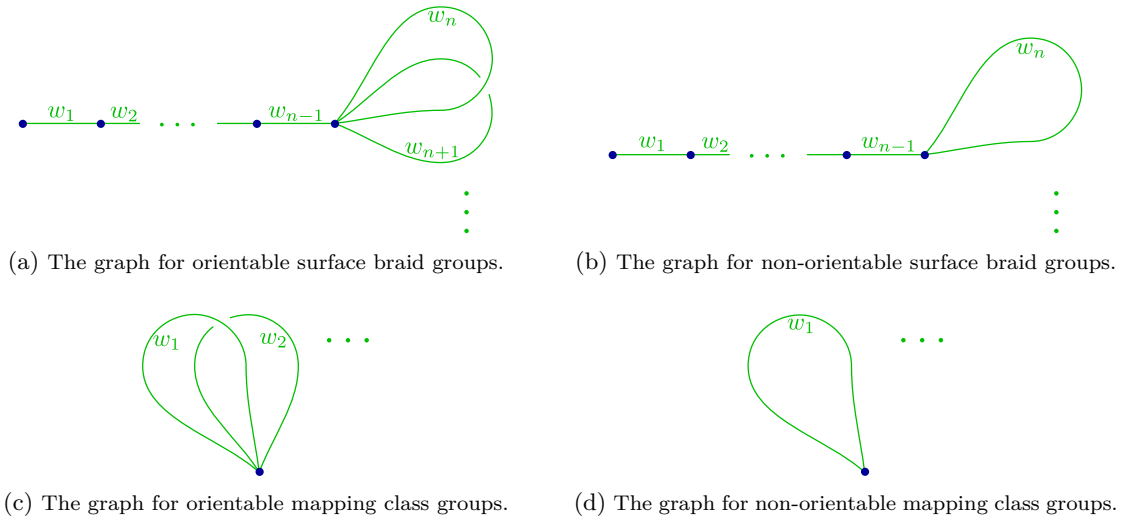 w_n
w_1 w_2 · · · w_{n-1}
w_{n+1}
w_n
w_1 w_2 · · · w_{n-1}
(a) The graph for orientable surface braid groups.
(b) The graph for non-orientable surface braid groups.
w_1 w_2 · · ·
w_1 · · ·
(c) The graph for orientable mapping class groups.
(d) The graph for non-orientable mapping class groups.